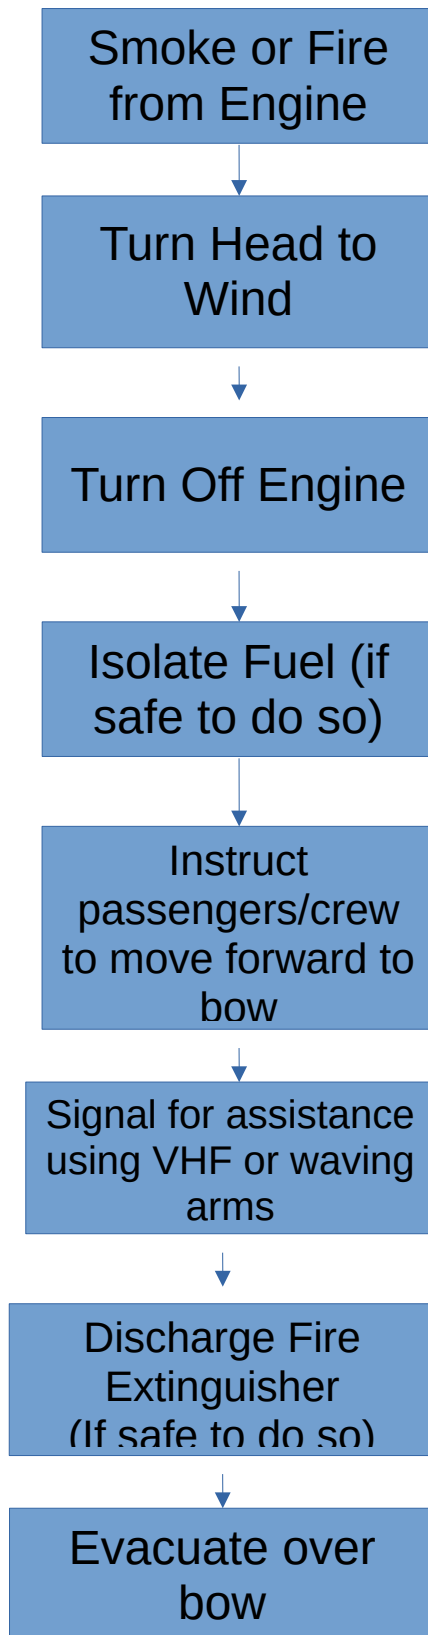 Smoke or Fire
from Engine
Turn Head to
Wind
Turn Off Engine
Isolate Fuel (if
safe to do so)
Instruct
passengers/crew
to move forward to
bow
Signal for assistance
using VHF or waving
arms
Discharge Fire
Extinguisher
(If safe to do so)
Evacuate over
bow